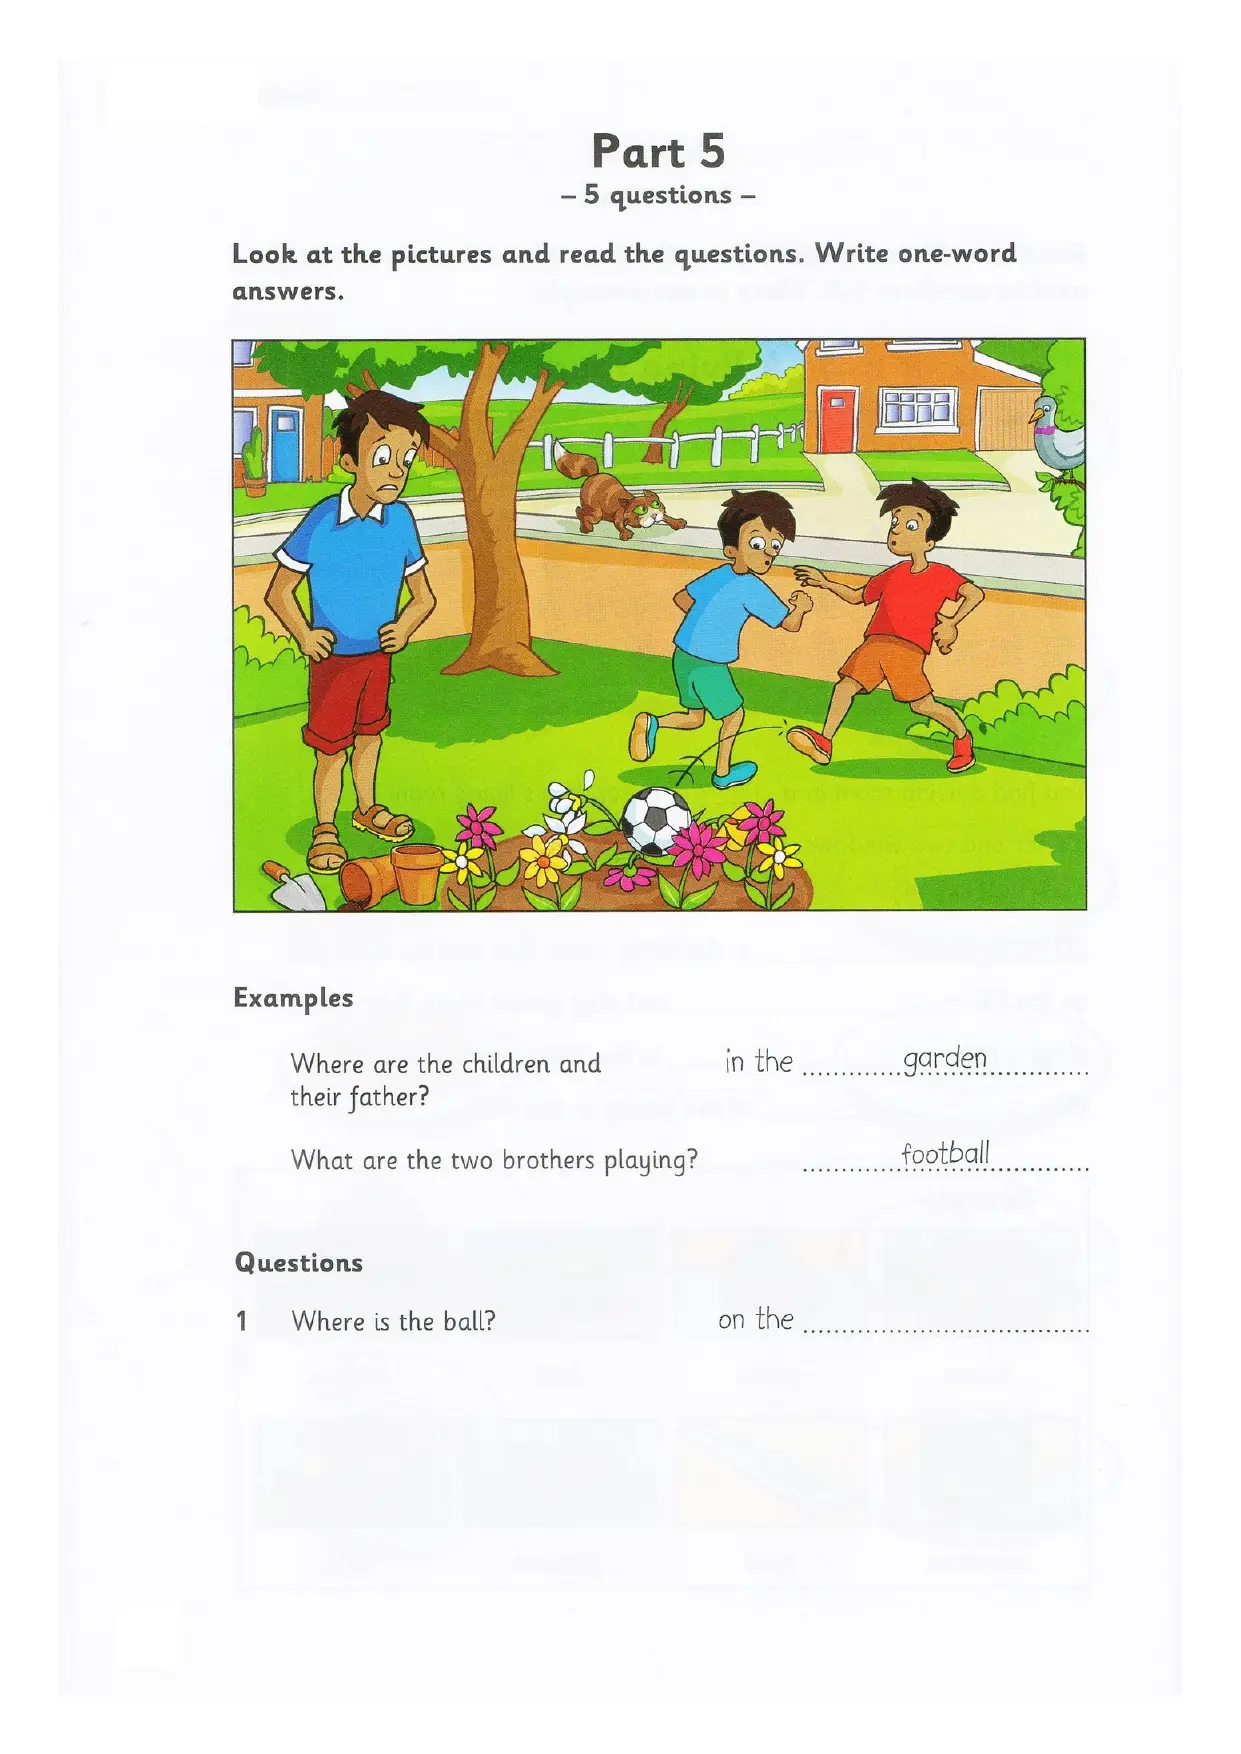 Part 5
– 5 questions –
Look at the pictures and read the questions. Write one-word
answers.
Examples
Where are the children and
their father?
in the ............garden............
What are the two brothers playing?
............football............
Questions
1 Where is the ball? on the ....................................